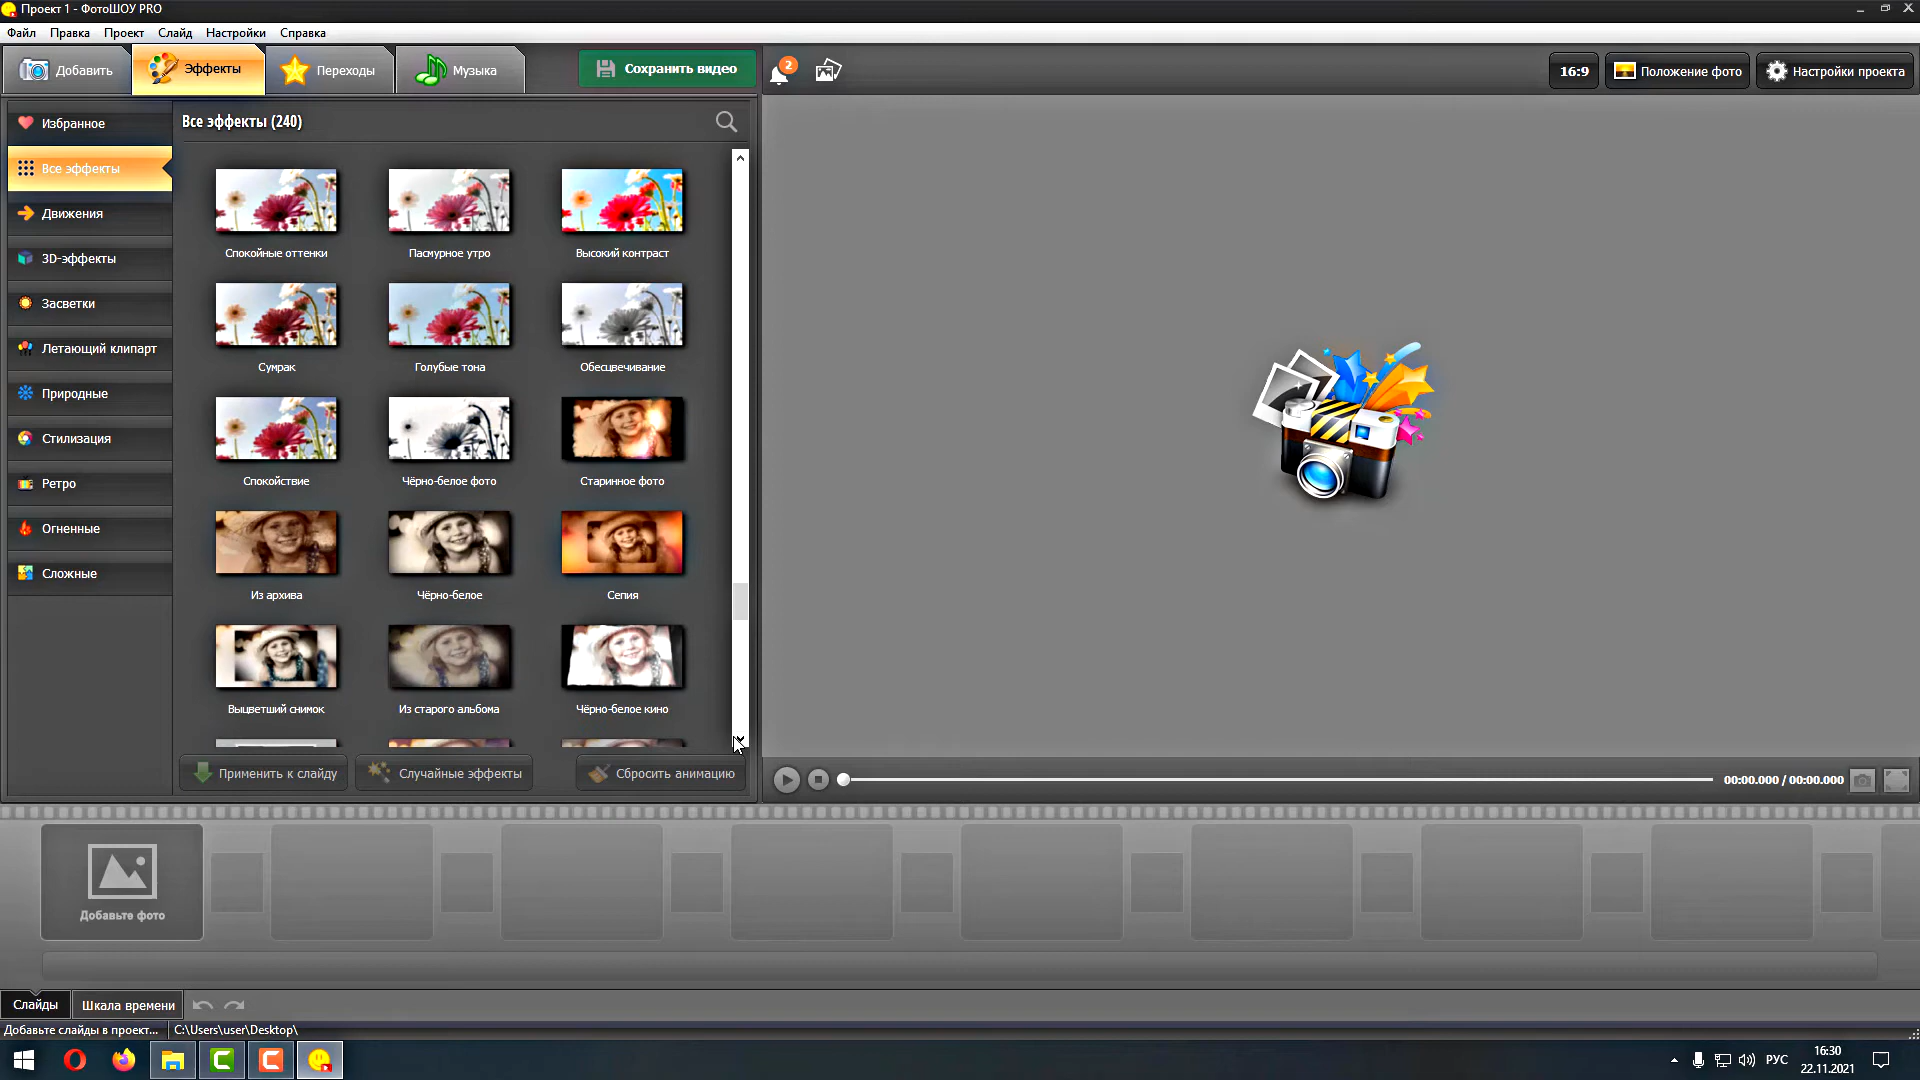 Проект 1 - ФотоШОУ PRO
Файл Правка Проект Слайд Настройки Справка
Добавить Эффекты Переходы Музыка Сохранить видео 2 16:9 Положение фото Настройки проекта
Избранное
Все эффекты
Движения
3D-эффекты
Засветки
Летающий клипарт
Природные
Стилизация
Ретро
Огненные
Сложные
Все эффекты (240)
Спокойные оттенки Пасмурное утро Высокий контраст
Сумрак Голубые тона Обесцвечивание
Спокойствие Чёрно-белое фото Старинное фото
Из архива Чёрно-белое Сепия
Выцветший снимок Из старого альбома Чёрно-белое кино
Применить к слайду Случайные эффекты Сбросить анимацию
00:00.000 / 00:00.000
Добавьте фото
Слайды Шкала времени
Добавьте слайды в проект... C:\Users\user\Desktop\
РУС 16:30
22.11.2021